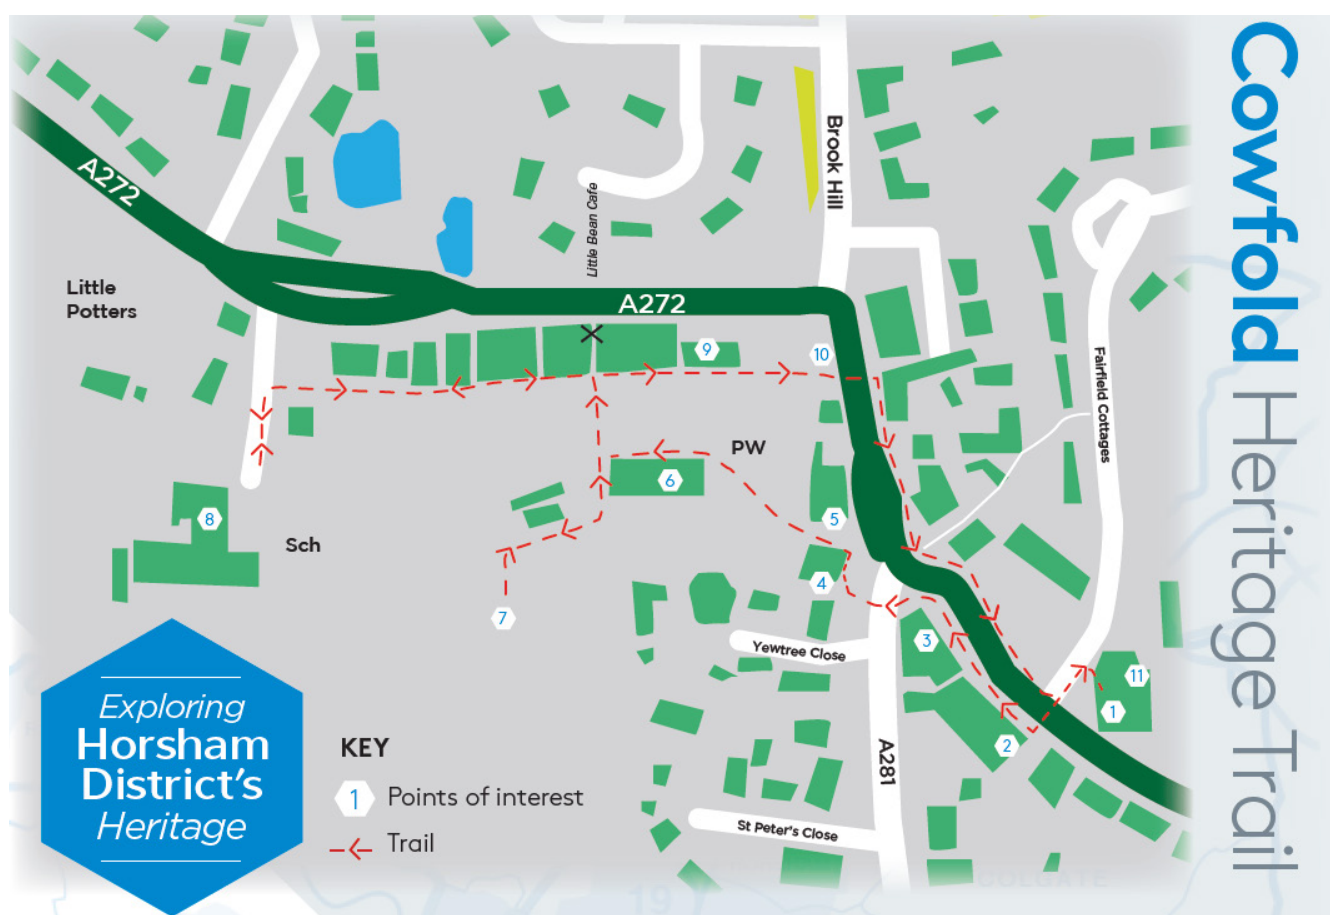 Cowfold Heritage Trail
A272
Little
Potters
Little Bean Cafe
A272
Brook Hill
Fairfield Cottages
9
10
PW
6
5
8
Sch
4
7
3
Yewtree Close
11
1
2
A281
St Peter's Close
Exploring
Horsham
District's
Heritage
KEY
1 Points of interest
Trail
19
COLGATE